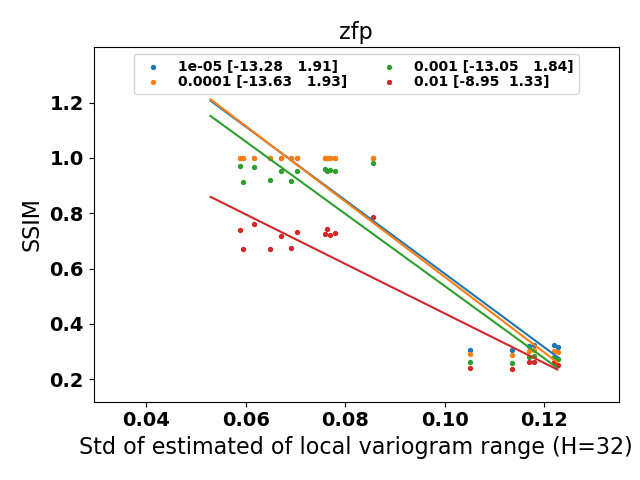 zfp
1e-05 [-13.28   1.91]
0.0001 [-13.63   1.93]
0.001 [-13.05   1.84]
0.01 [-8.95  1.33]
SSIM
1.2
1.0
0.8
0.6
0.4
0.2
0.04 0.06 0.08 0.10 0.12
Std of estimated of local variogram range (H=32)